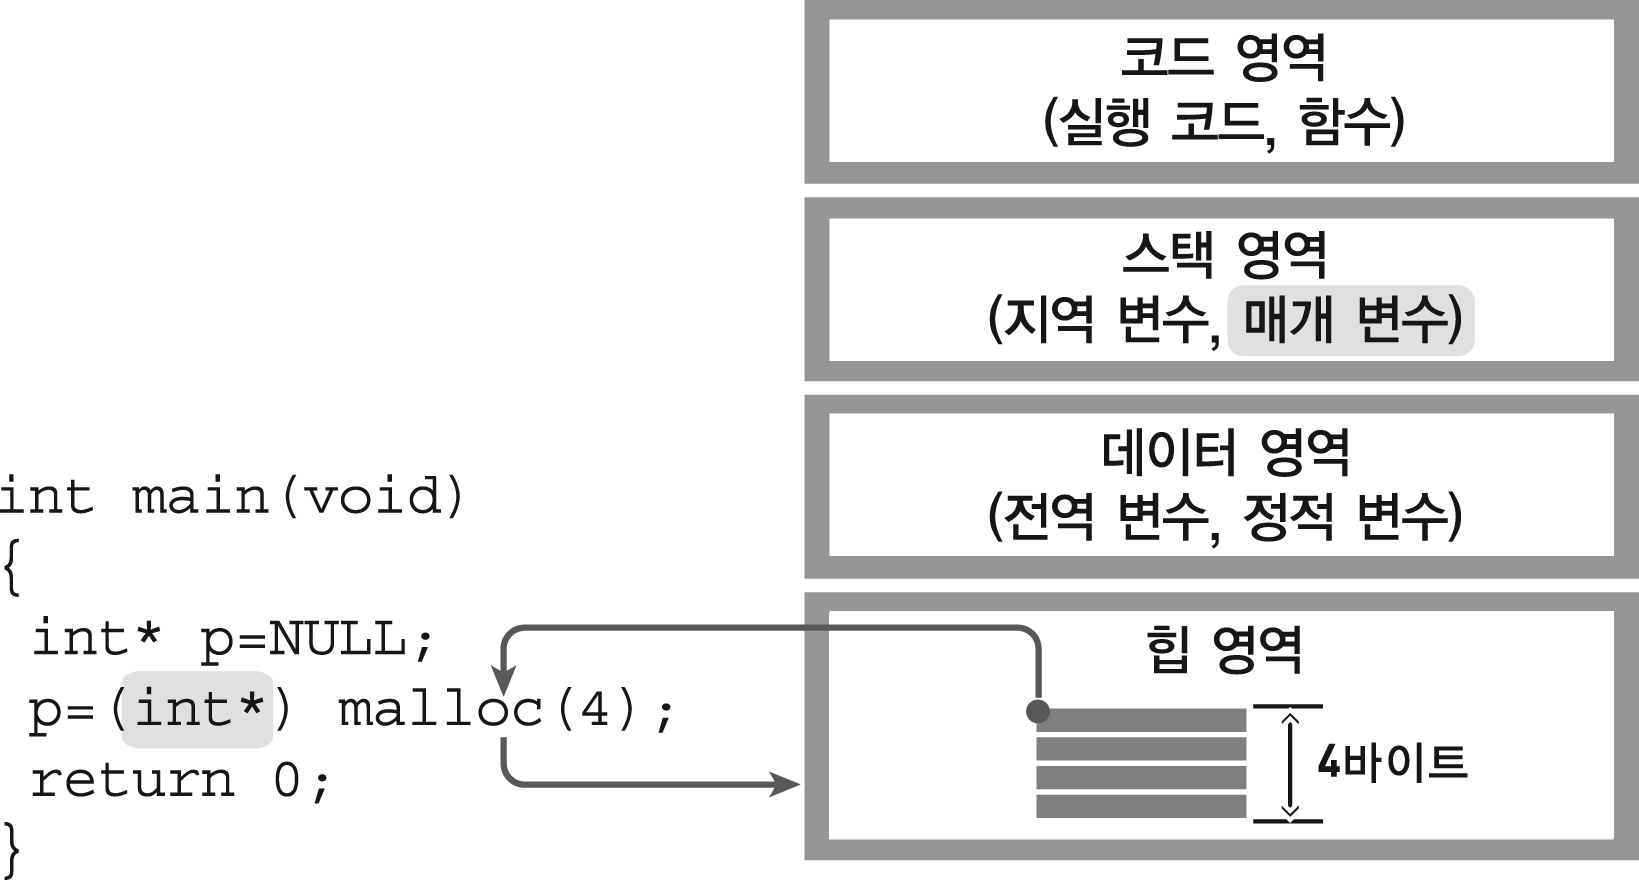 코드 영역
(실행 코드, 함수)
스택 영역
(지역 변수, 매개 변수)
데이터 영역
(전역 변수, 정적 변수)
힙 영역
4바이트
int main(void)
{
int* p=NULL;
p=(int*) malloc(4);
return 0;
}